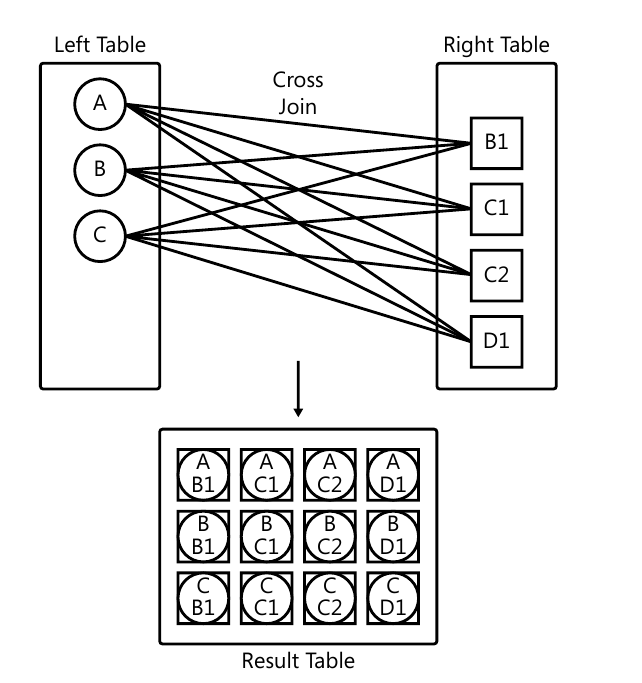 Left Table
Right Table
Cross
Join
A
B
C
B1
C1
C2
D1
A A A A
B1 C1 C2 D1
B B B B
B1 C1 C2 D1
C C C C
B1 C1 C2 D1
Result Table